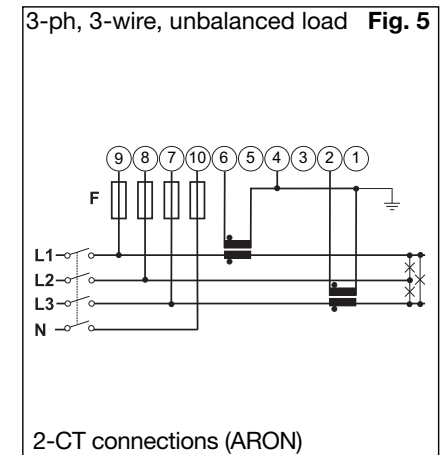 3-ph, 3-wire, unbalanced load Fig. 5
9 8 7 10 6 5 4 3 2 1
F
L1
L2
L3
N
2-CT connections (ARON)